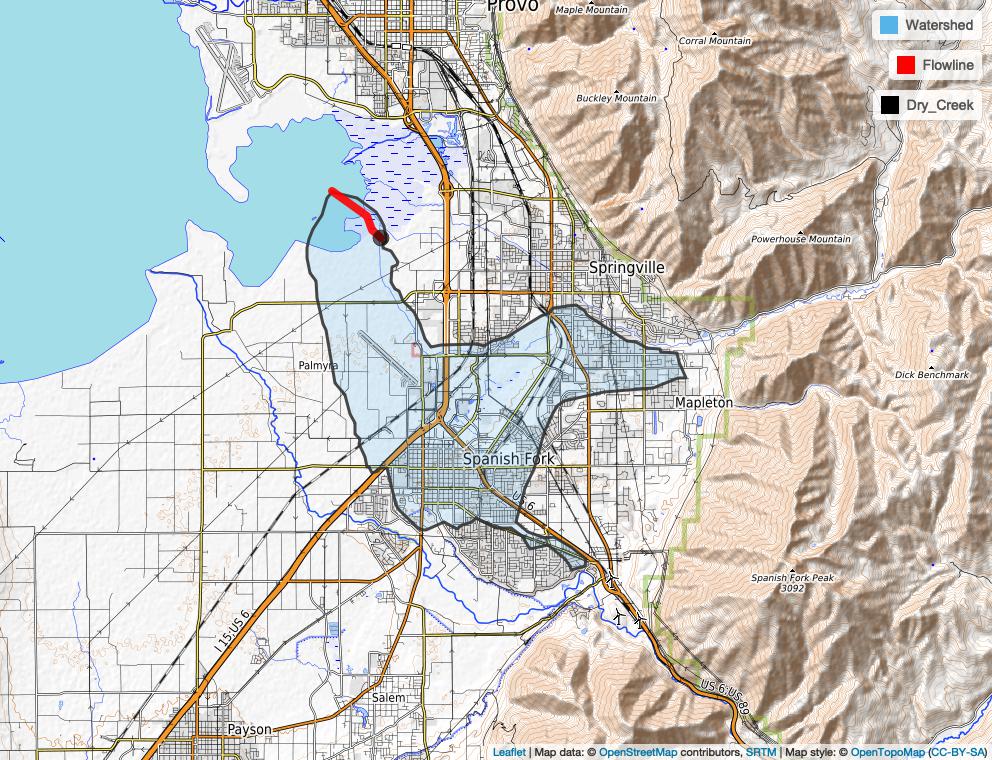 Provo
Maple Mountain
Watershed
Corral Mountain
Flowline
Buckley Mountain
Dry_Creek
Powerhouse Mountain
Springville
Palmyra
Dick Benchmark
Mapleton
Spanish Fork
US 6
Spanish Fork Peak
3092
I 15;US 6
US 6;US 89
Salem
Payson
Leaflet | Map data: © OpenStreetMap contributors, SRTM | Map style: © OpenTopoMap (CC-BY-SA)